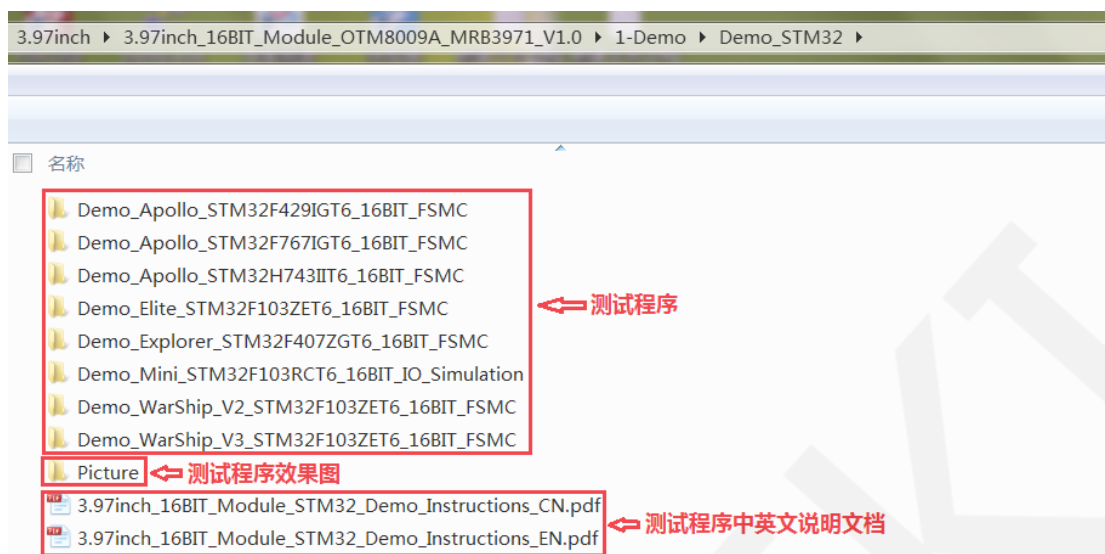 3.97inch ▸ 3.97inch_16BIT_Module_OTM8009A_MRB3971_V1.0 ▸ 1-Demo ▸ Demo_STM32 ▸
名称
Demo_Apollo_STM32F429IGT6_16BIT_FSMC
Demo_Apollo_STM32F767IGT6_16BIT_FSMC
Demo_Apollo_STM32H743IIT6_16BIT_FSMC
Demo_Elite_STM32F103ZET6_16BIT_FSMC
测试程序
Demo_Explorer_STM32F407ZGT6_16BIT_FSMC
Demo_Mini_STM32F103RCT6_16BIT_IO_Simulation
Demo_WarShip_V2_STM32F103ZET6_16BIT_FSMC
Demo_WarShip_V3_STM32F103ZET6_16BIT_FSMC
Picture 测试程序效果图
3.97inch_16BIT_Module_STM32_Demo_Instructions_CN.pdf
测试程序中英文说明文档
3.97inch_16BIT_Module_STM32_Demo_Instructions_EN.pdf